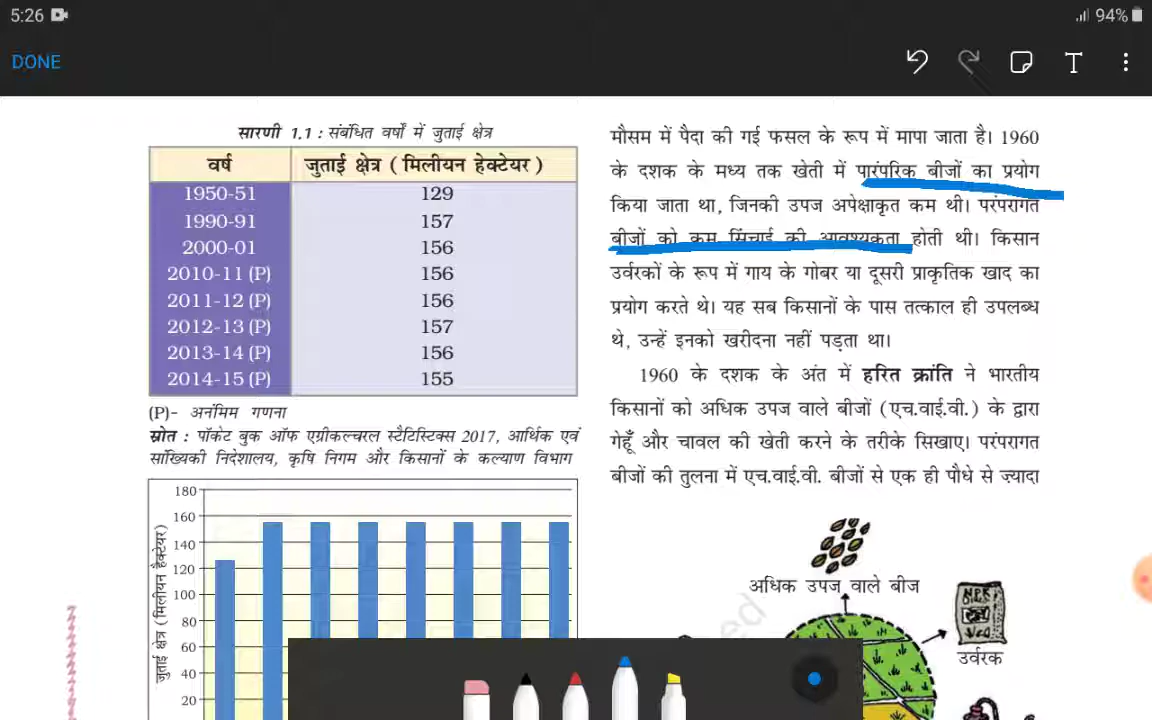 5:26
94%
DONE
सारणी 1.1 : संबंधित वर्षों में जुताई क्षेत्र
वर्ष जुताई क्षेत्र ( मिलीयन हेक्टेयर )
1950-51 129
1990-91 157
2000-01 156
2010-11 (P) 156
2011-12 (P) 156
2012-13 (P) 157
2013-14 (P) 156
2014-15 (P) 155
(P)- अनंमिम गणना
स्रोत : पॉकेट बुक ऑफ एग्रीकल्चरल स्टैटिस्टिक्स 2017, आर्थिक एवं
साँख्यिकी निदेशालय, कृषि निगम और किसानों के कल्याण विभाग
180
160
140
120
100
80
60
40
20
जुताई क्षेत्र (मिलीयन हैक्टेयर)
मौसम में पैदा की गई फसल के रूप में मापा जाता है। 1960
के दशक के मध्य तक खेती में पारंपरिक बीजों का प्रयोग
किया जाता था, जिनकी उपज अपेक्षाकृत कम थी। परंपरागत
बीजों को कम सिंचाई की आवश्यकता होती थी। किसान
उर्वरकों के रूप में गाय के गोबर या दूसरी प्राकृतिक खाद का
प्रयोग करते थे। यह सब किसानों के पास तत्काल ही उपलब्ध
थे, उन्हें इनको खरीदना नहीं पड़ता था।
1960 के दशक के अंत में हरित क्रांति ने भारतीय
किसानों को अधिक उपज वाले बीजों (एच.वाई.वी.) के द्वारा
गेहूँ और चावल की खेती करने के तरीके सिखाए। परंपरागत
बीजों की तुलना में एच.वाई.वी. बीजों से एक ही पौधे से ज़्यादा
अधिक उपज वाले बीज
NPK
उर्वरक